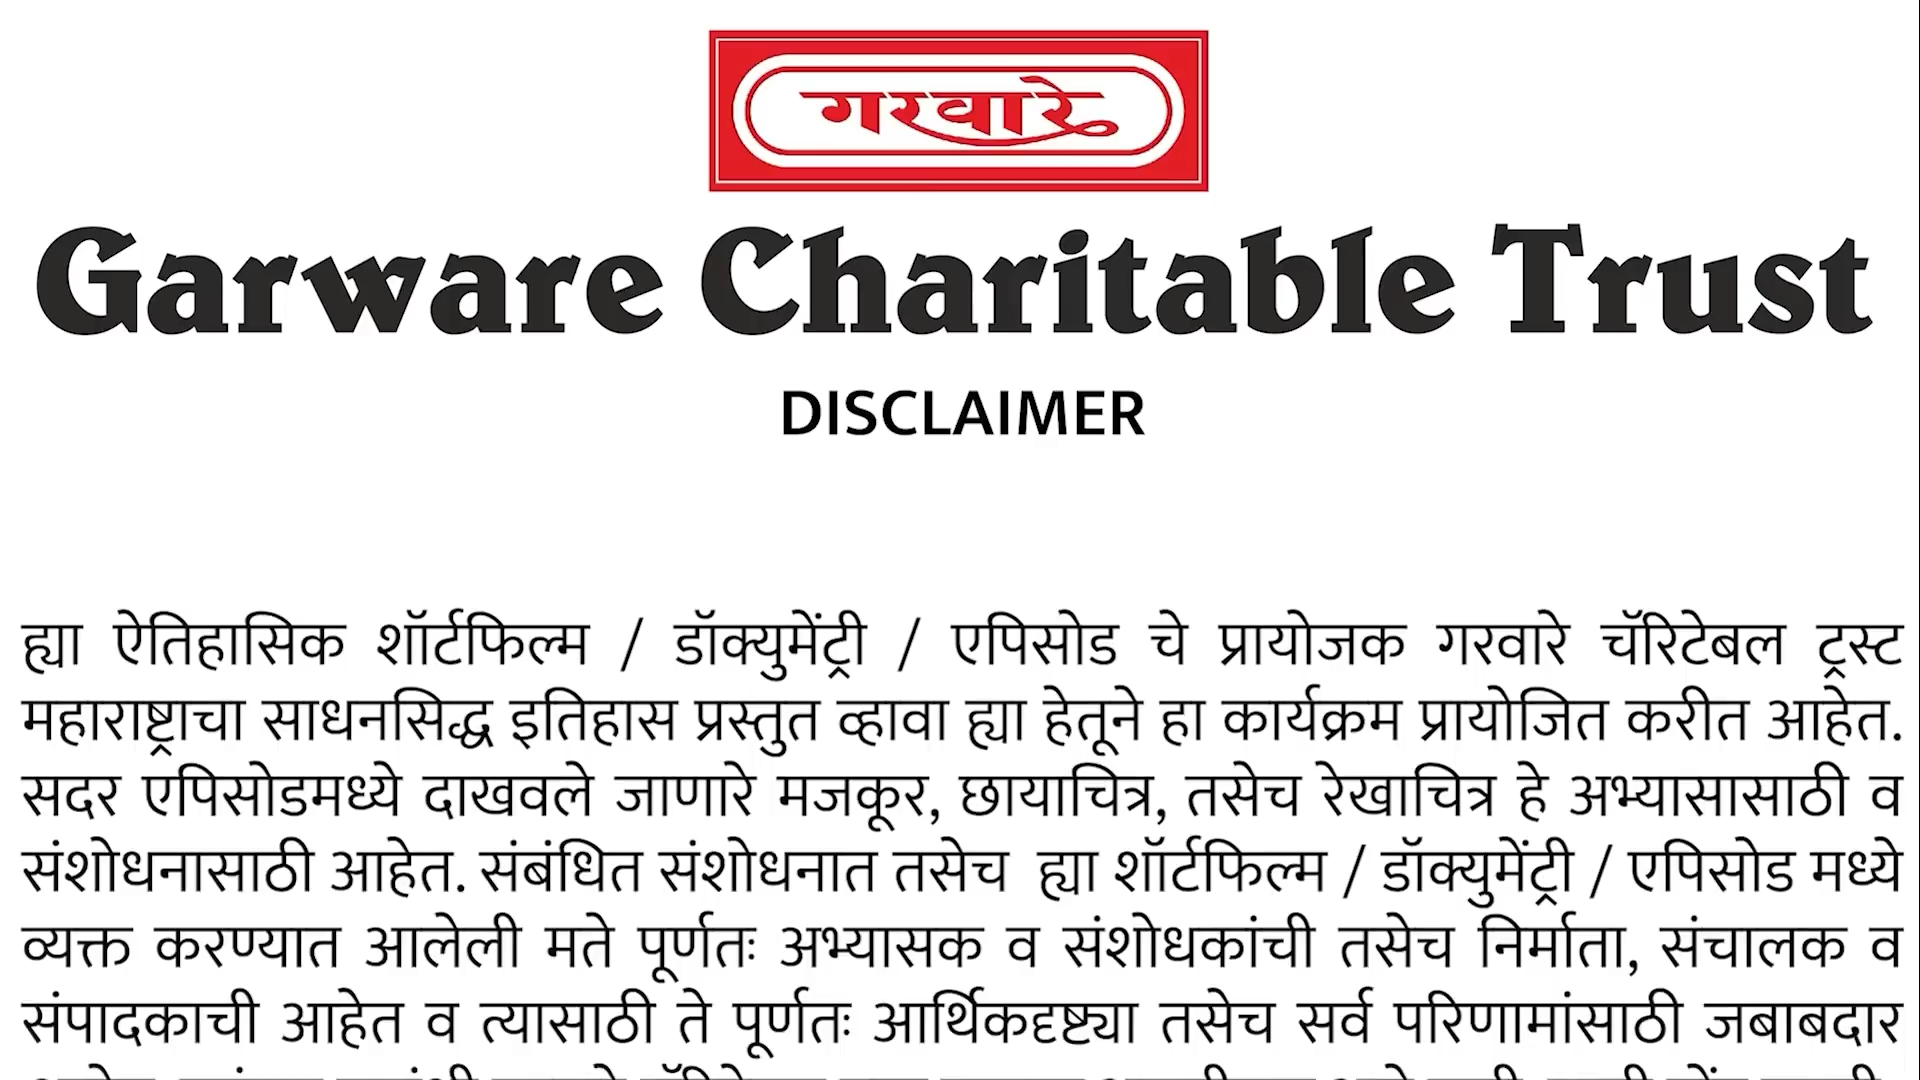 गरवारे
Garware Charitable Trust
DISCLAIMER
ह्या ऐतिहासिक शॉर्टफिल्म / डॉक्युमेंट्री / एपिसोड चे प्रायोजक गरवारे चॅरिटेबल ट्रस्ट
महाराष्ट्राचा साधनसिद्ध इतिहास प्रस्तुत व्हावा ह्या हेतूने हा कार्यक्रम प्रायोजित करीत आहेत.
सदर एपिसोडमध्ये दाखवले जाणारे मजकूर, छायाचित्र, तसेच रेखाचित्र हे अभ्यासासाठी व
संशोधनासाठी आहेत. संबंधित संशोधनात तसेच ह्या शॉर्टफिल्म / डॉक्युमेंट्री / एपिसोड मध्ये
व्यक्त करण्यात आलेली मते पूर्णतः अभ्यासक व संशोधकांची तसेच निर्माता, संचालक व
संपादकाची आहेत व त्यासाठी ते पूर्णतः आर्थिकदृष्ट्या तसेच सर्व परिणामांसाठी जबाबदार